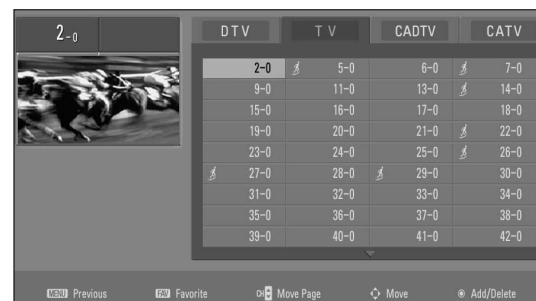 2-0
DTV TV CADTV CATV
2-0 5-0 6-0 7-0
9-0 11-0 13-0 14-0
15-0 16-0 17-0 18-0
19-0 20-0 21-0 22-0
23-0 24-0 25-0 26-0
27-0 28-0 29-0 30-0
31-0 32-0 33-0 34-0
35-0 36-0 37-0 38-0
39-0 40-0 41-0 42-0
MENU Previous FAV Favorite CH Move Page Move Add/Delete